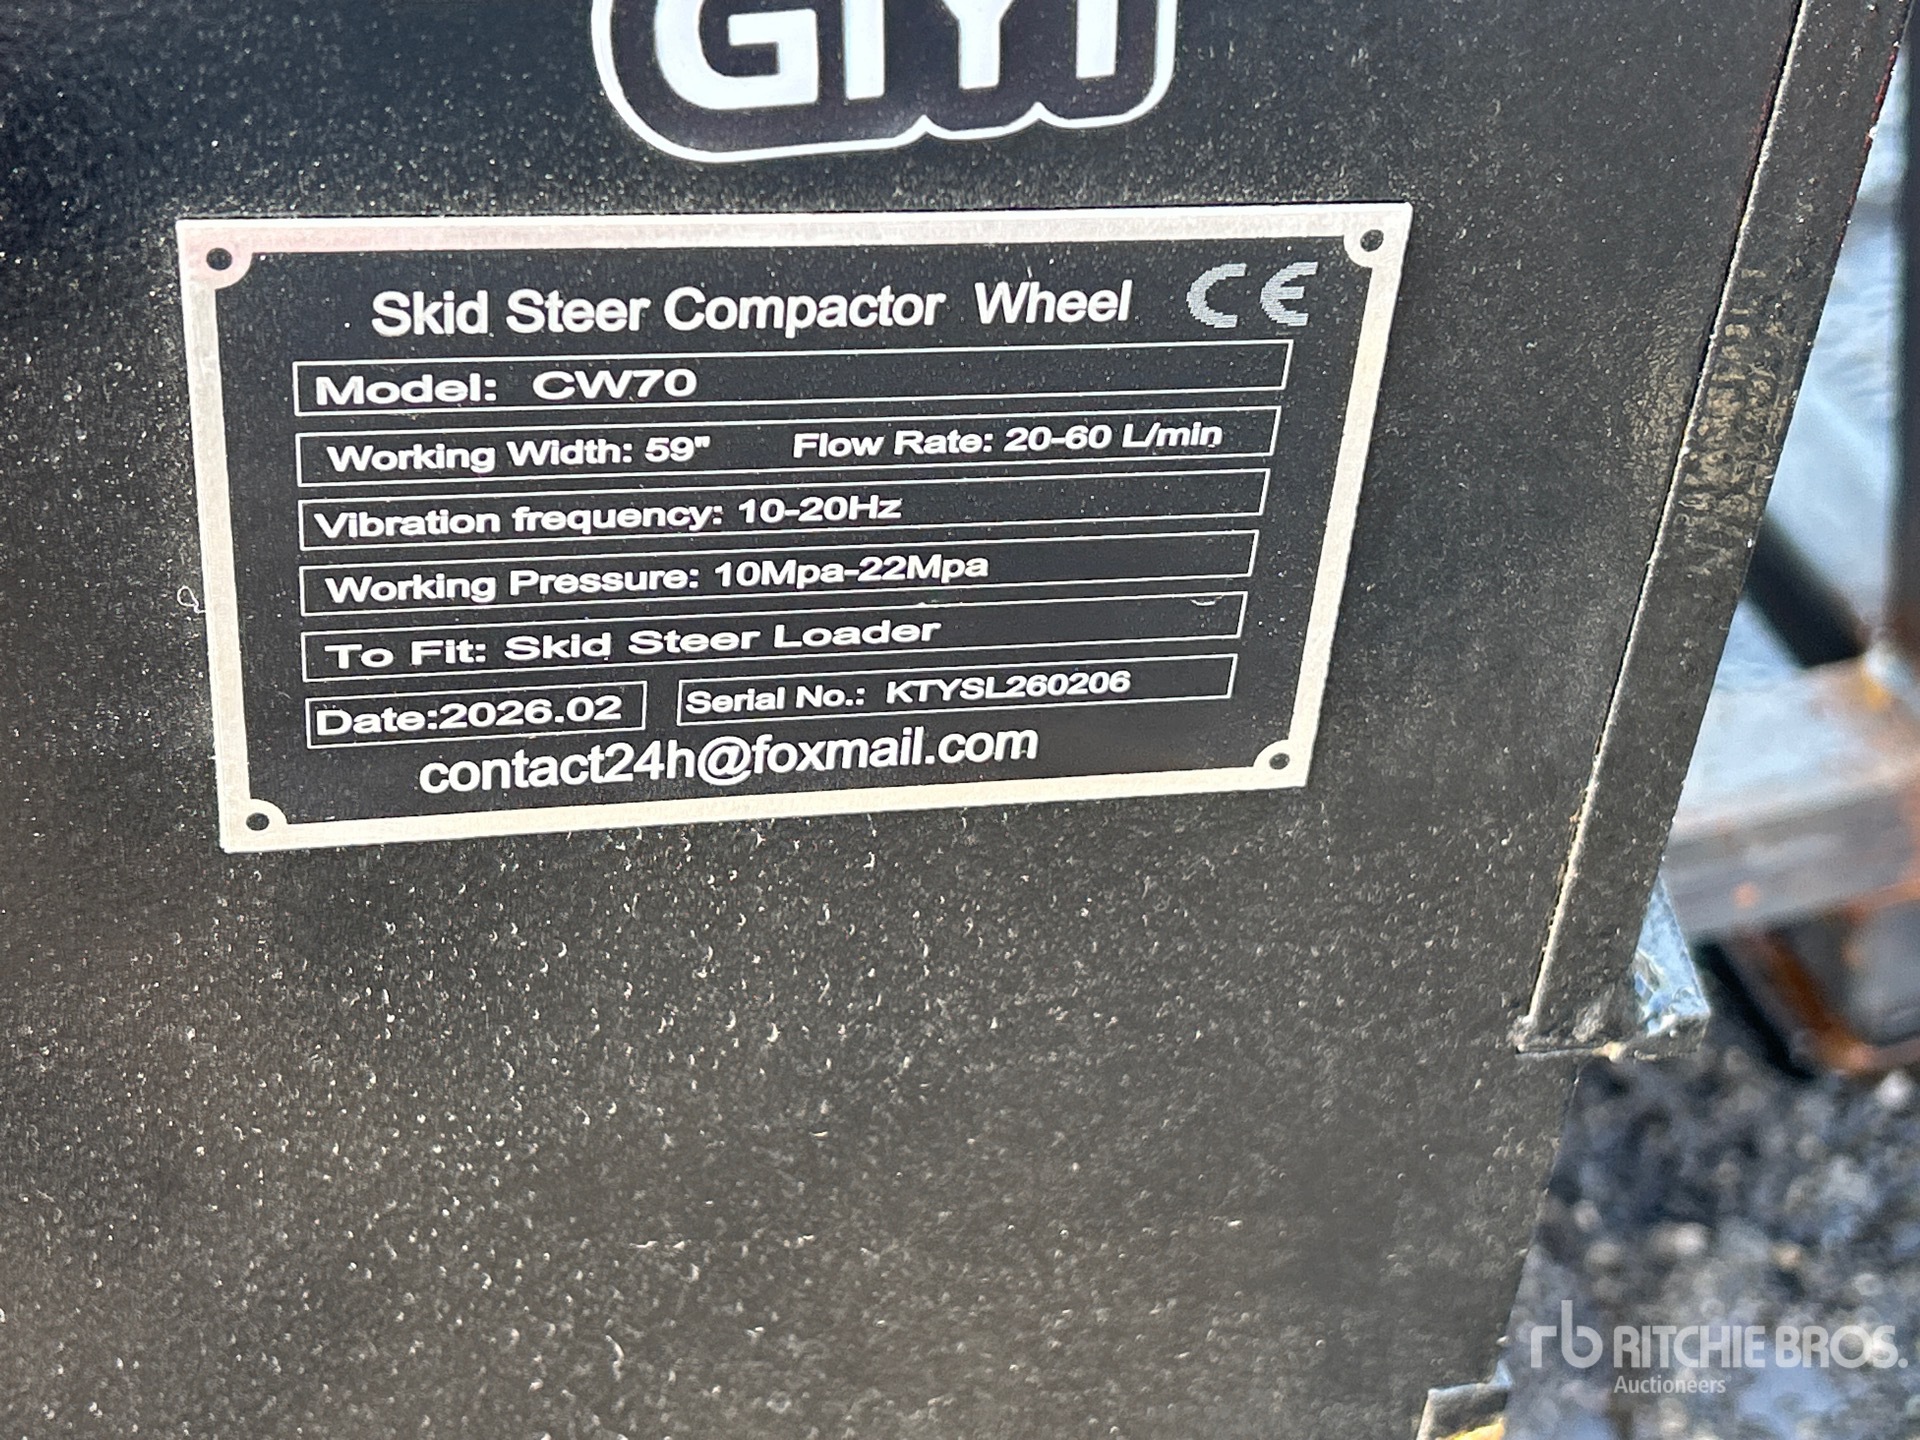 GIYI
Skid Steer Compactor Wheel CE
Model: CW70
Working Width: 59" Flow Rate: 20-60 L/min
Vibration frequency: 10-20Hz
Working Pressure: 10Mpa-22Mpa
To Fit: Skid Steer Loader
Date:2026.02 Serial No.: KTYSL260206
contact24h@foxmail.com
rb RITCHIE BROS.
Auctioneers